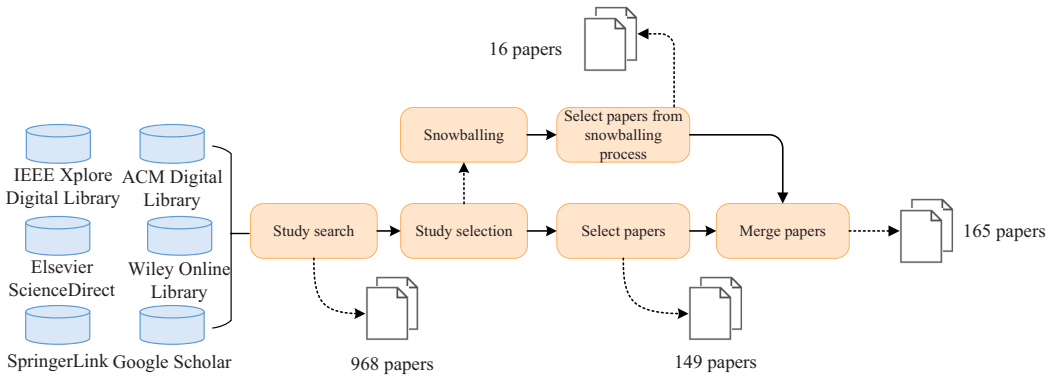 16 papers
Snowballing
Select papers from
snowballing
process
IEEE Xplore
Digital Library
ACM Digital
Library
Study search
Study selection
Select papers
Merge papers
165 papers
Elsevier
ScienceDirect
Wiley Online
Library
SpringerLink
Google Scholar
968 papers
149 papers